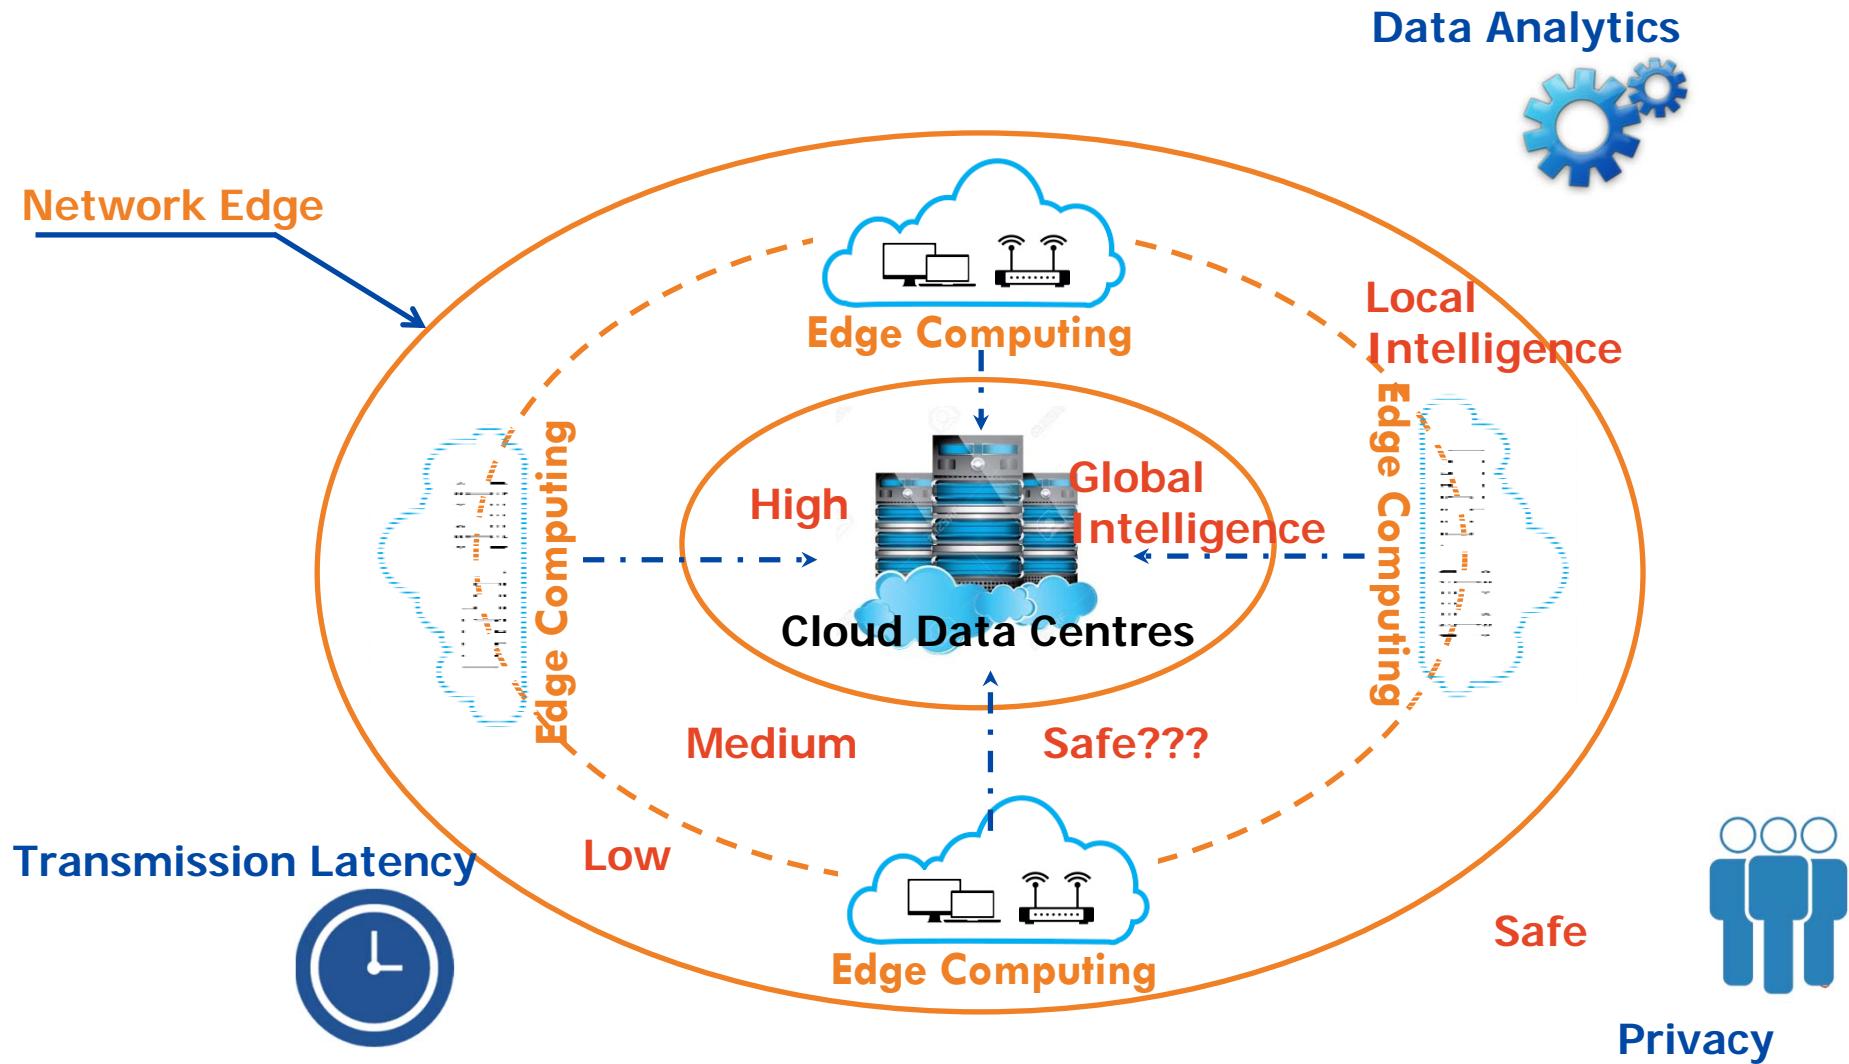 Data Analytics
Network Edge
Edge Computing
Local
Intelligence
Edge Computing
Edge Computing
High
Global
Intelligence
Cloud Data Centres
Medium
Safe???
Low
Transmission Latency
Edge Computing
Safe
Privacy